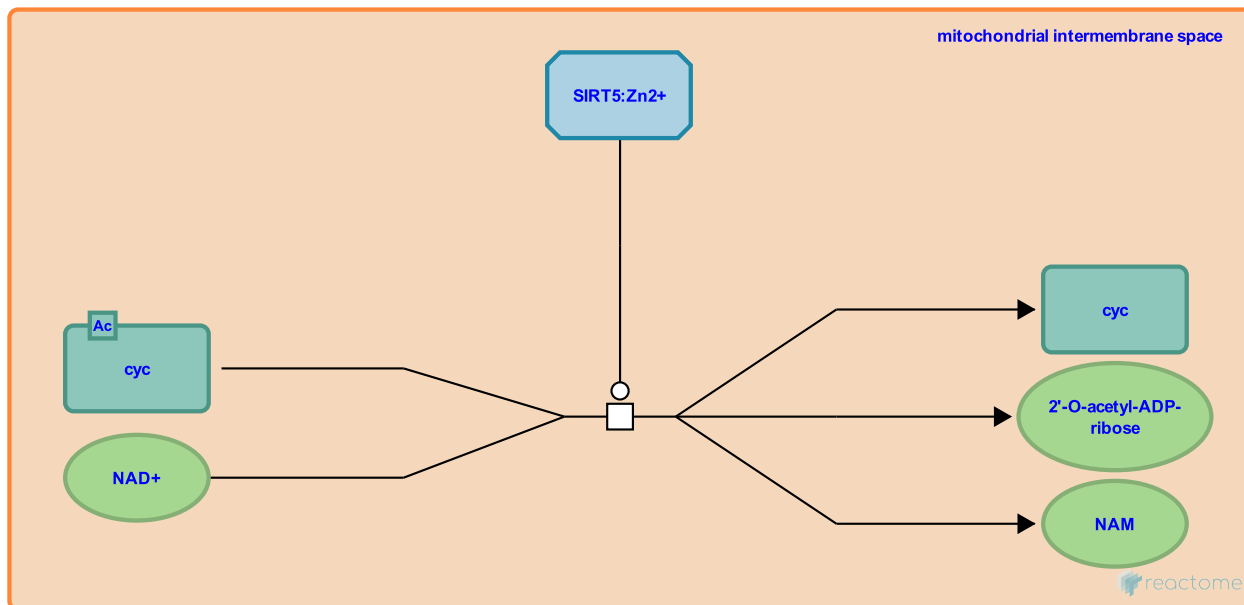 mitochondrial intermembrane space
SIRT5:Zn2+
Ac
cyc
NAD+
cyc
2'-O-acetyl-ADP-
ribose
NAM
reactome